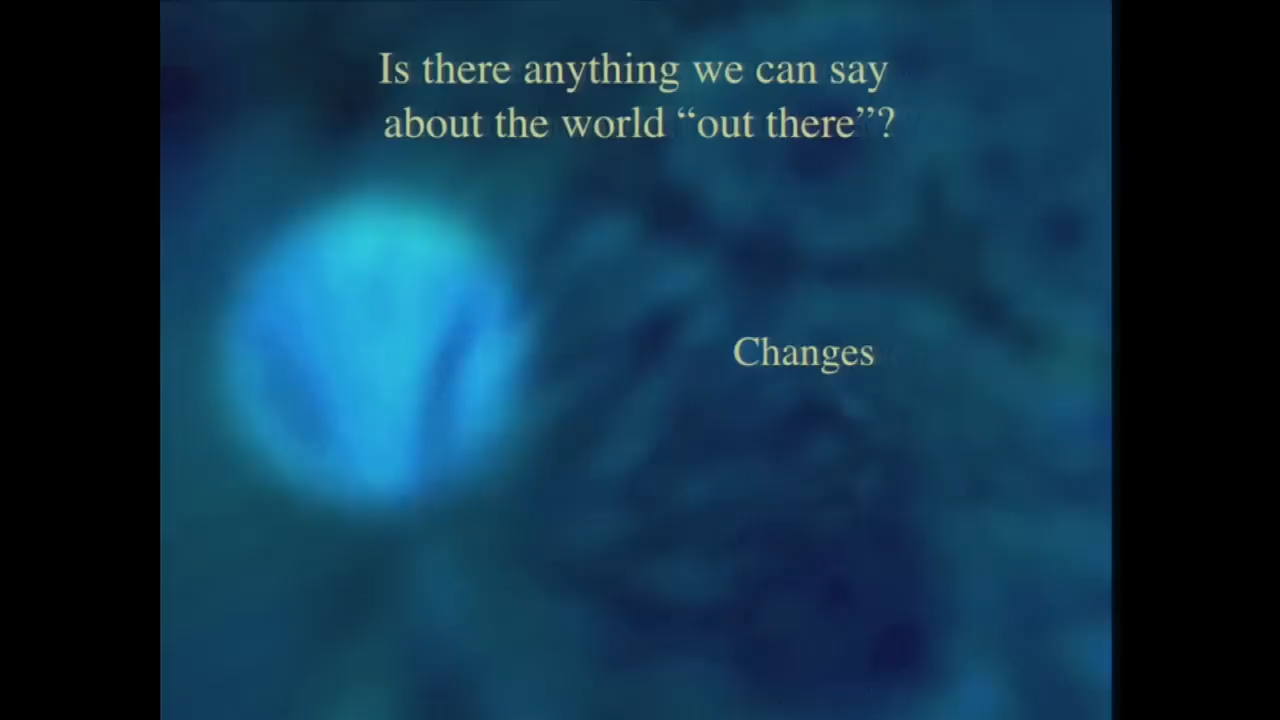 Is there anything we can say
about the world “out there”?
Changes